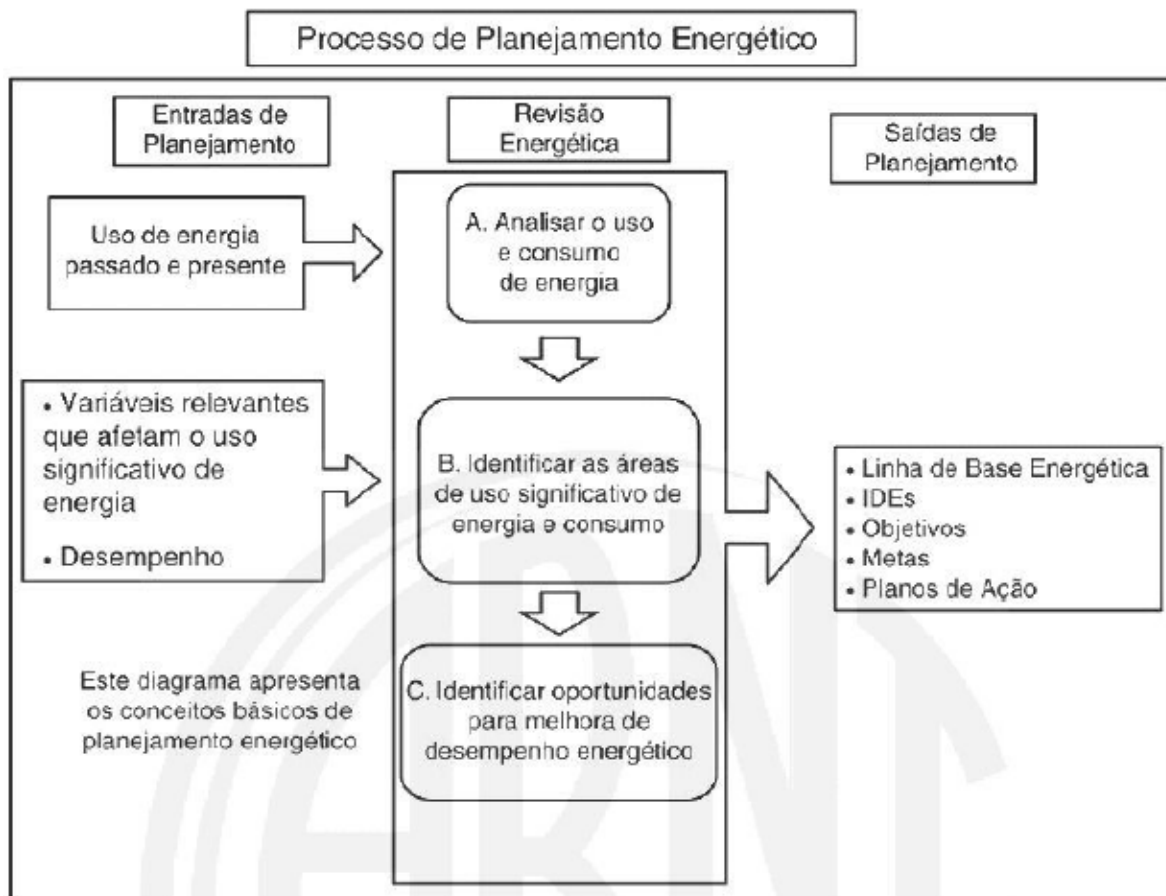 Processo de Planejamento Energético
Entradas de
Planejamento
Revisão
Energética
Saídas de
Planejamento
Uso de energia
passado e presente
A. Analisar o uso
e consumo
de energia
• Variáveis relevantes
que afetam o uso
significativo de
energia
• Desempenho
B. Identificar as áreas
de uso significativo de
energia e consumo
• Linha de Base Energética
• IDEs
• Objetivos
• Metas
• Planos de Ação
Este diagrama apresenta
os conceitos básicos de
planejamento energético
C. Identificar oportunidades
para melhora de
desempenho energético
ABNT